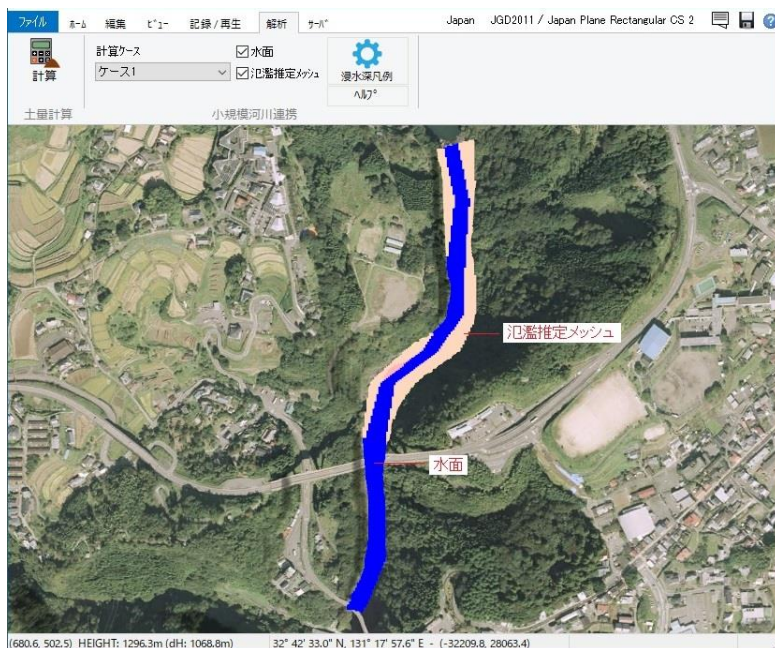 ファイル ホーム 編集 ビュー 記録/再生 解析 サーバ Japan JGD2011 / Japan Plane Rectangular CS 2
計算ケース
ケース1
水面
氾濫推定メッシュ
計算
浸水深凡例
ヘルプ
土量計算
小規模河川連携
氾濫推定メッシュ
水面
(680.6, 502.5) HEIGHT: 1296.3m (dH: 1068.8m) 32° 42' 33.0" N, 131° 17' 57.6" E - (-32209.8, 28063.4)